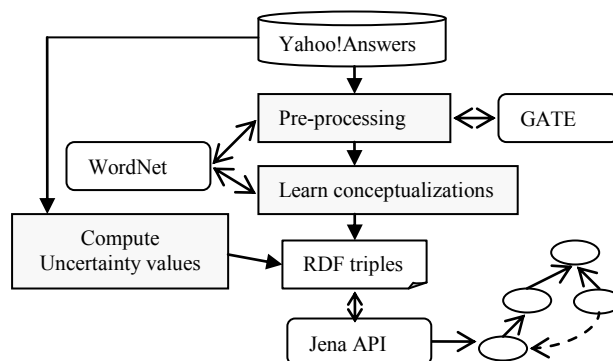 Yahoo!Answers
Pre-processing
GATE
WordNet
Learn conceptualizations
Compute
Uncertainty values
RDF triples
Jena API